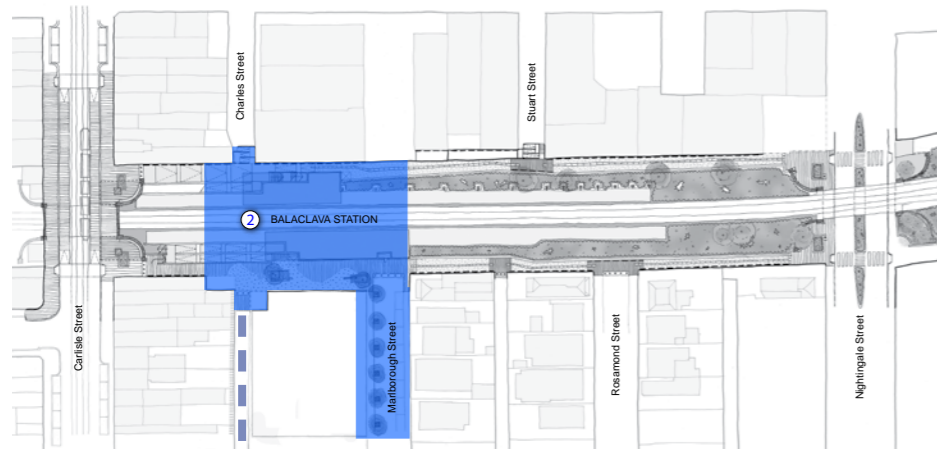 Charles Street
Stuart Street
2
BALACLAVA STATION
Carlisle Street
Marlborough Street
Rosamond Street
Nightingale Street